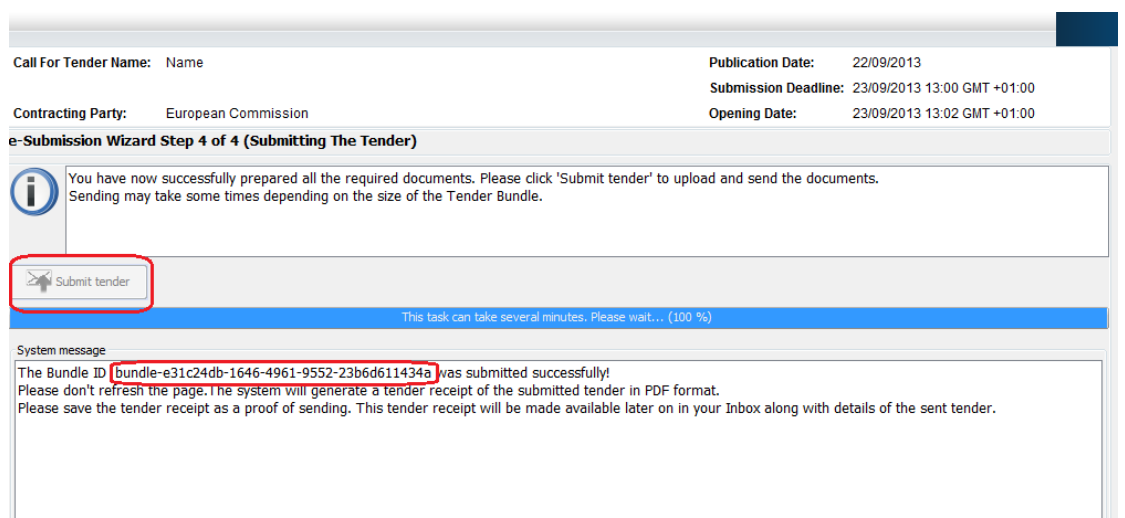 Call For Tender Name: Name Publication Date: 22/09/2013
Submission Deadline: 23/09/2013 13:00 GMT +01:00
Contracting Party: European Commission Opening Date: 23/09/2013 13:02 GMT +01:00
e-Submission Wizard Step 4 of 4 (Submitting The Tender)
You have now successfully prepared all the required documents. Please click 'Submit tender' to upload and send the documents.
Sending may take some times depending on the size of the Tender Bundle.
Submit tender
This task can take several minutes. Please wait... (100 %)
System message
The Bundle ID bundle-e31c24db-1646-4961-9552-23b6d611434a was submitted successfully!
Please don't refresh the page.The system will generate a tender receipt of the submitted tender in PDF format.
Please save the tender receipt as a proof of sending. This tender receipt will be made available later on in your Inbox along with details of the sent tender.